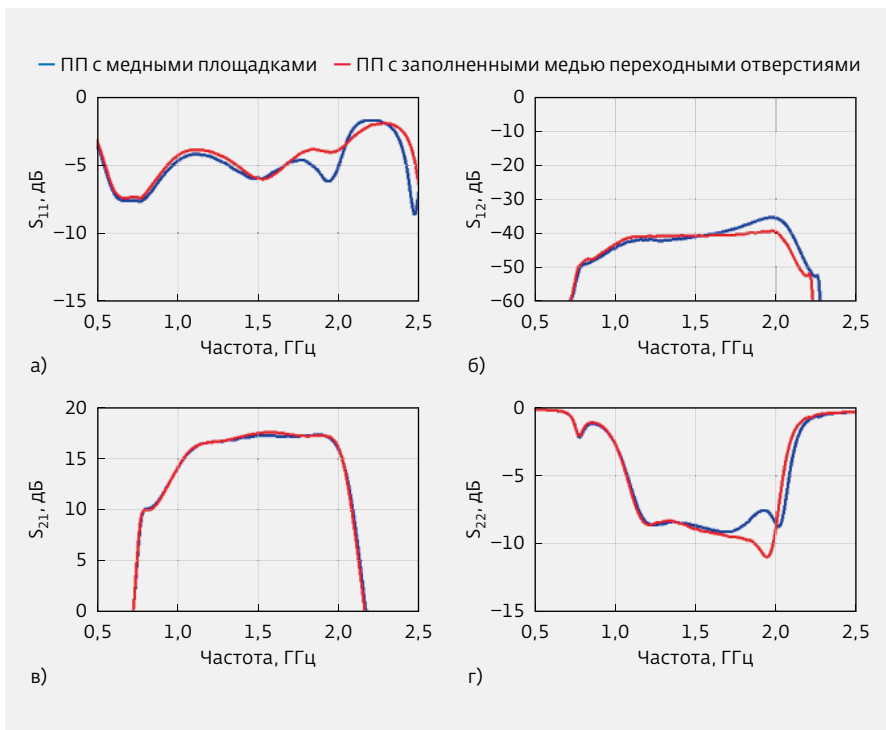 ПП с медными площадками ПП с заполненными медью переходными отверстиями
0
−5
−10
−15
S11, дБ
0,5 1,0 1,5 2,0 2,5
Частота, ГГц
а)
0
−10
−20
−30
−40
−50
−60
S12, дБ
0,5 1,0 1,5 2,0 2,5
Частота, ГГц
б)
20
15
10
5
0
S21, дБ
0,5 1,0 1,5 2,0 2,5
Частота, ГГц
в)
0
−5
−10
−15
S22, дБ
0,5 1,0 1,5 2,0 2,5
Частота, ГГц
г)